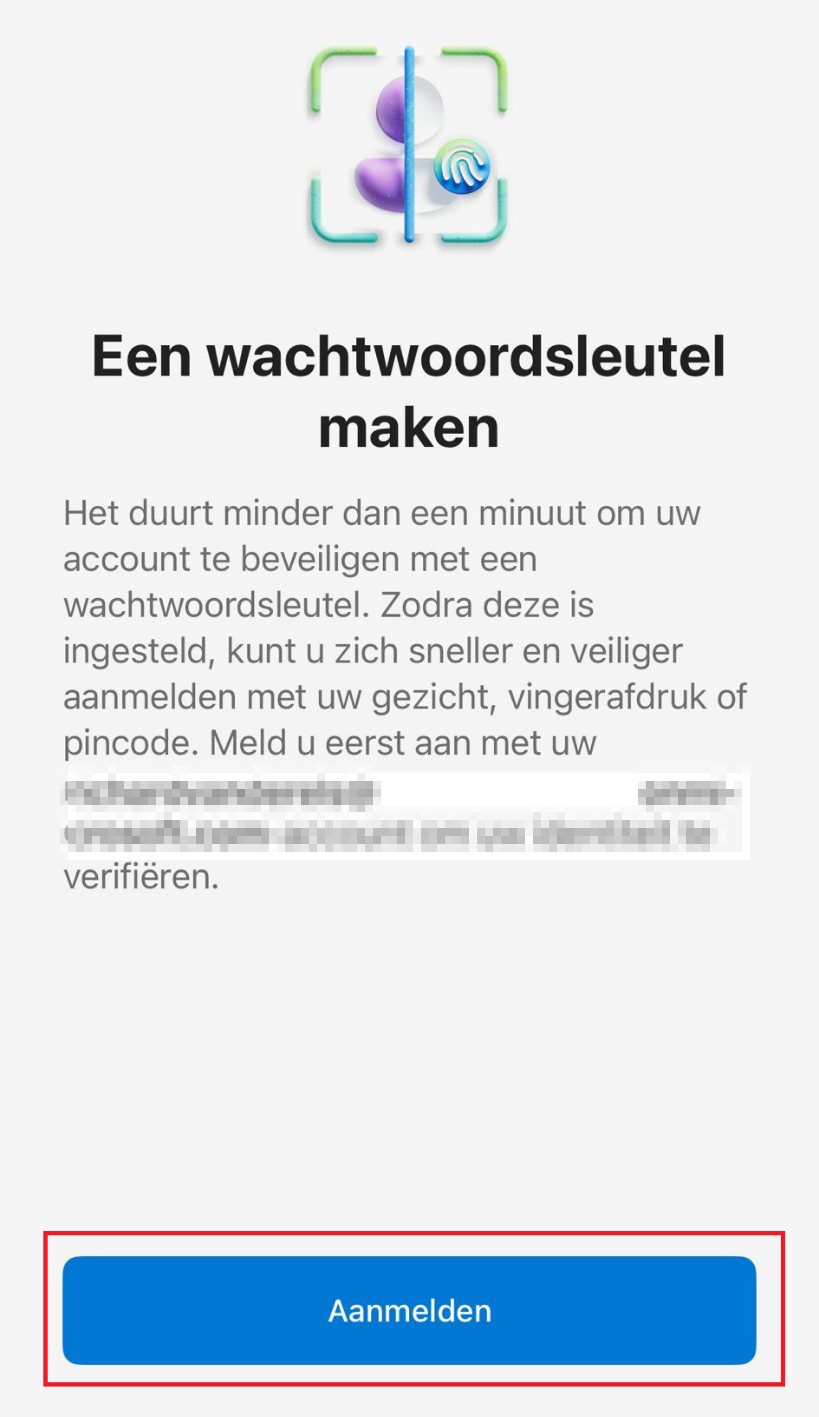 Een wachtwoordsleutel
maken
Het duurt minder dan een minuut om uw
account te beveiligen met een
wachtwoordsleutel. Zodra deze is
ingesteld, kunt u zich sneller en veiliger
aanmelden met uw gezicht, vingerafdruk of
pincode. Meld u eerst aan met uw
verifiëren.
Aanmelden